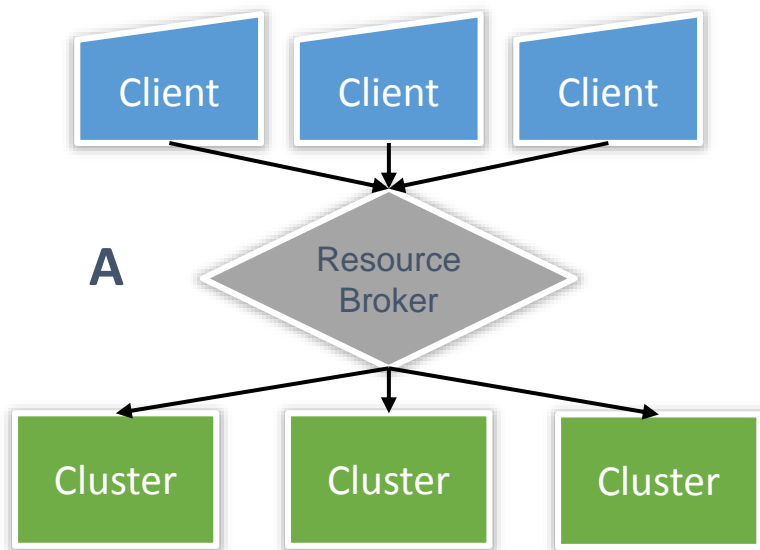 Client
Client
Client
A
Resource
Broker
Cluster
Cluster
Cluster